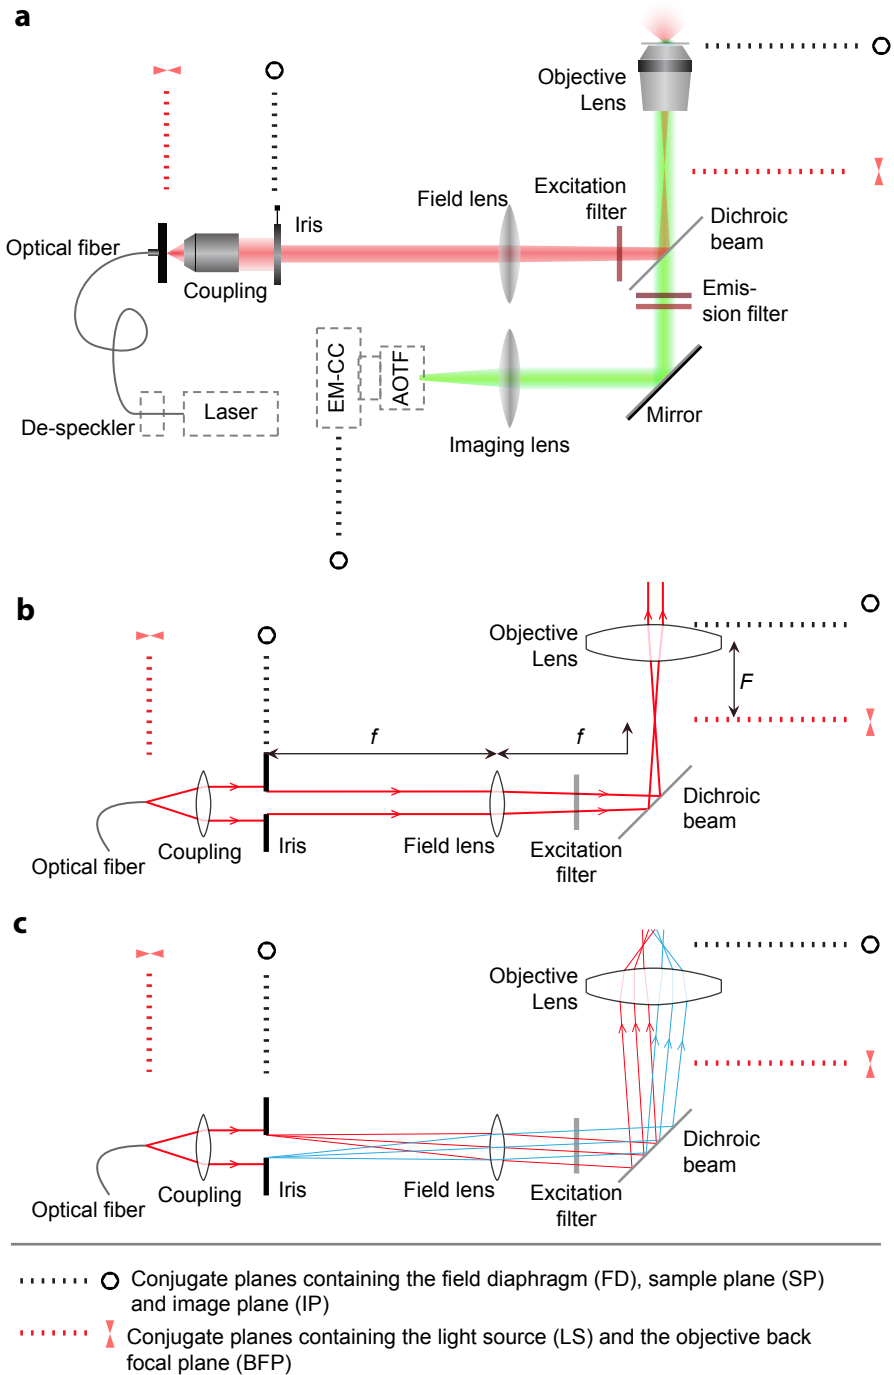 a
Objective
Lens
Field lens
Excitation
filter
Iris
Dichroic
beam
Optical fiber
Coupling
Emis-
sion filter
EM-CC
AOTF
Laser
De-speckler
Mirror
Imaging lens
b
Objective
Lens
F
f
f
Dichroic
beam
Optical fiber
Coupling
Iris
Field lens
Excitation
filter
c
Objective
Lens
Dichroic
beam
Optical fiber
Coupling
Iris
Field lens
Excitation
filter
Conjugate planes containing the field diaphragm (FD), sample plane (SP)
and image plane (IP)
Conjugate planes containing the light source (LS) and the objective back
focal plane (BFP)